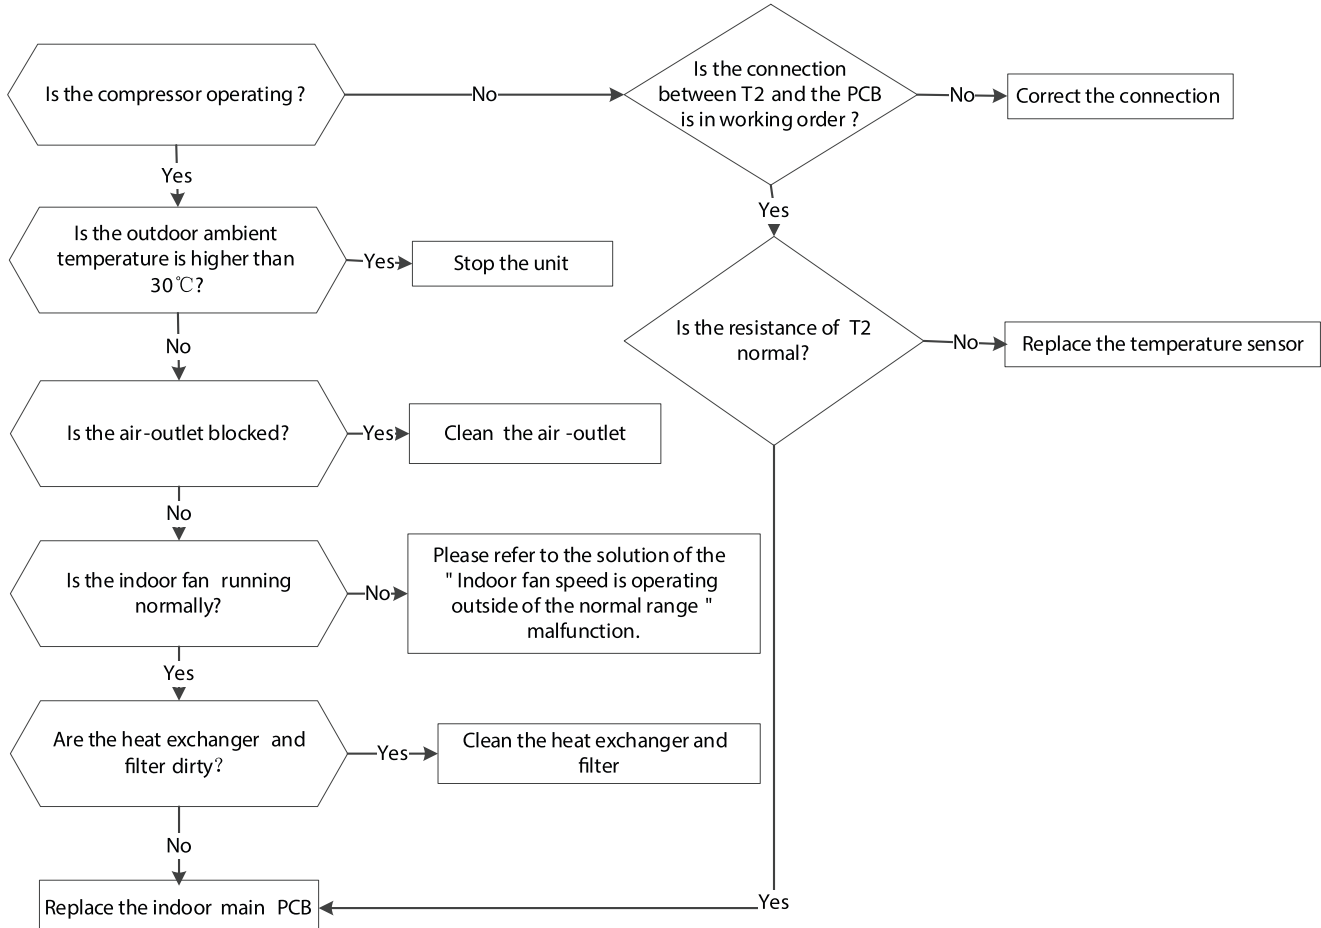 Is the compressor operating ?
No
Is the connection
between T2 and the PCB
is in working order ?
No
Correct the connection
Yes
Yes
Is the outdoor ambient
temperature is higher than
30℃?
Yes
Stop the unit
Is the resistance of T2
normal?
No
Replace the temperature sensor
No
Is the air-outlet blocked?
Yes
Clean the air -outlet
No
Is the indoor fan running
normally?
No
Please refer to the solution of the
" Indoor fan speed is operating
outside of the normal range "
malfunction.
Yes
Are the heat exchanger and
filter dirty?
Yes
Clean the heat exchanger and
filter
No
Replace the indoor main PCB
Yes